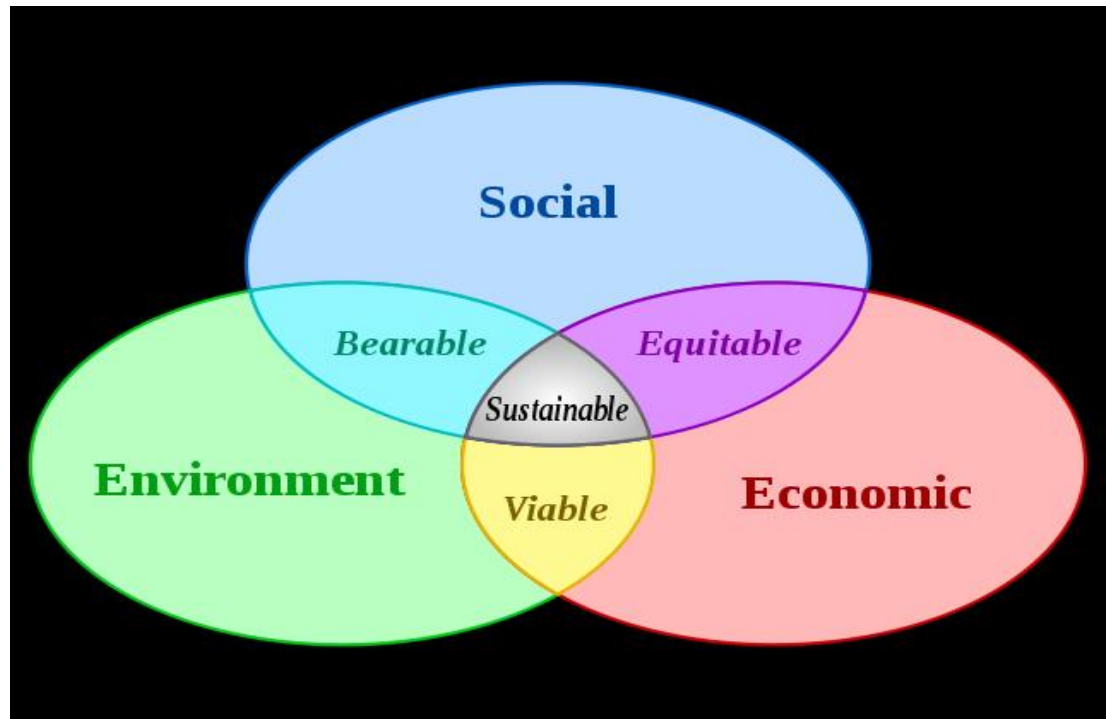 Social
Bearable
Equitable
Sustainable
Environment
Economic
Viable